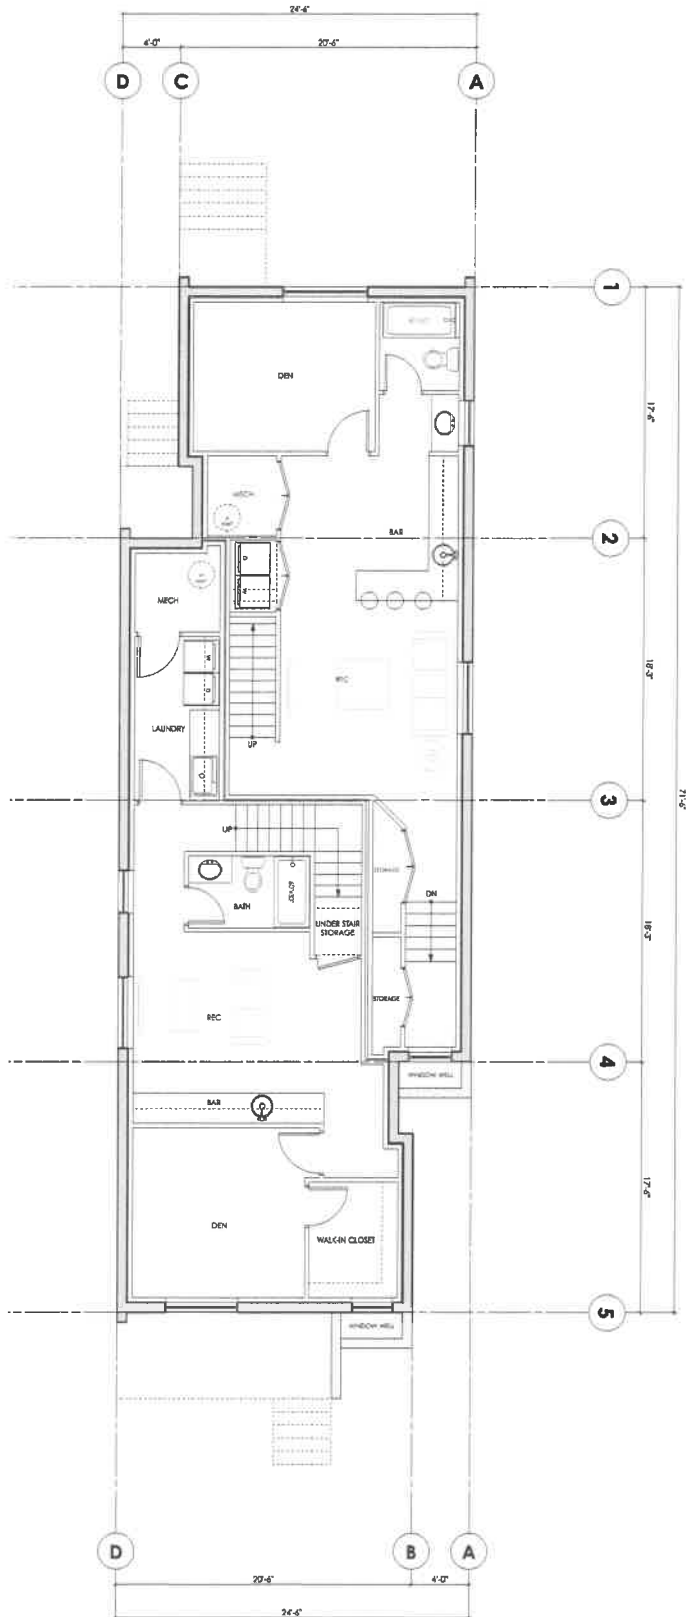 24'-6"
4'-0"
20'-6"
D
C
A
1
DEN
17'-6"
MECH
BAR
2
D
W
MECH
W
D
REC
18'-3"
71'-6"
LAUNDRY
UP
3
UP
STORAGE
DN
BATH
UNDER STAIR
STORAGE
18'-3"
REC
STORAGE
4
WINDOW WELL
BAR
17'-6"
DEN
WALK-IN CLOSET
5
WINDOW WELL
D
B
A
20'-6"
4'-0"
24'-6"